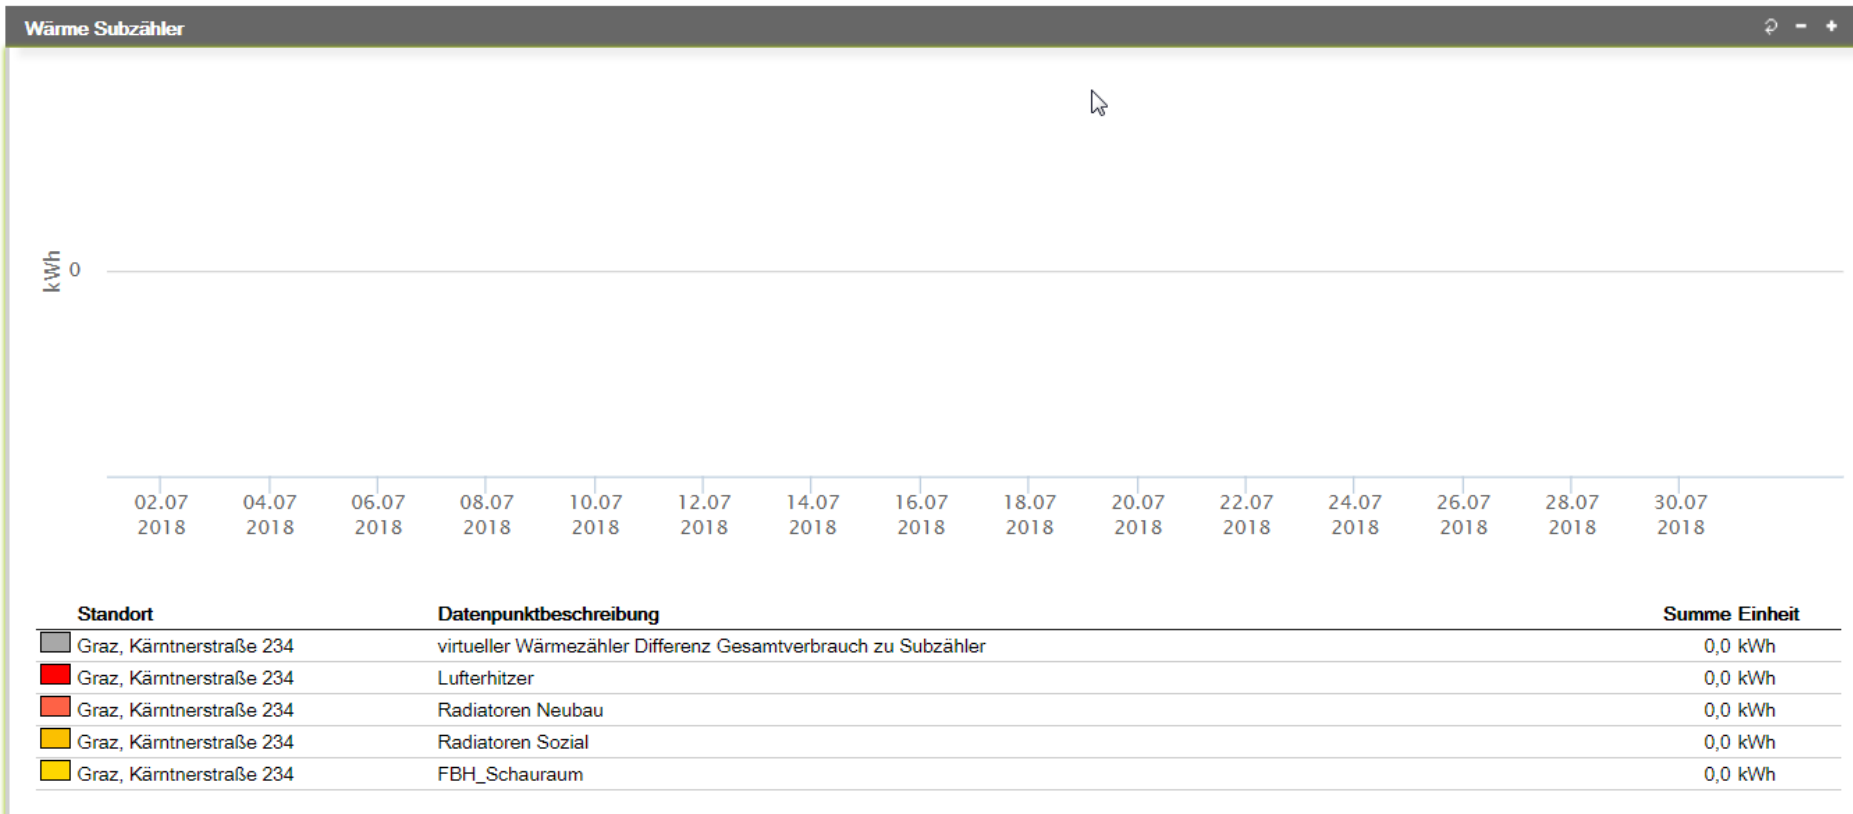 Wärme Subzähler
kWh
0
02.07 04.07 06.07 08.07 10.07 12.07 14.07 16.07 18.07 20.07 22.07 24.07 26.07 28.07 30.07
2018 2018 2018 2018 2018 2018 2018 2018 2018 2018 2018 2018 2018 2018 2018
Standort Datenpunktbeschreibung Summe Einheit
Graz, Kärntnerstraße 234 virtueller Wärmezähler Differenz Gesamtverbrauch zu Subzähler 0,0 kWh
Graz, Kärntnerstraße 234 Lufterhitzer 0,0 kWh
Graz, Kärntnerstraße 234 Radiatoren Neubau 0,0 kWh
Graz, Kärntnerstraße 234 Radiatoren Sozial 0,0 kWh
Graz, Kärntnerstraße 234 FBH_Schauraum 0,0 kWh